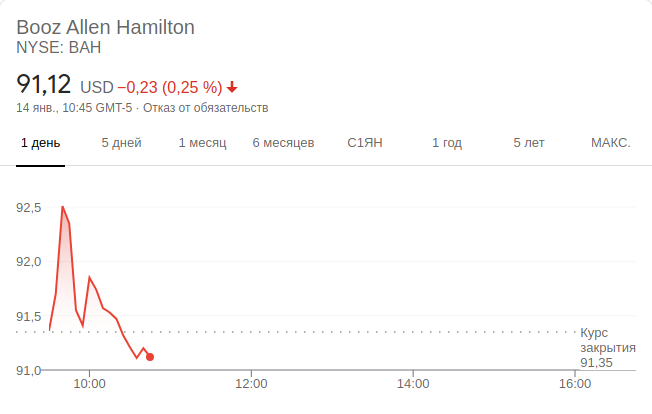 Booz Allen Hamilton
NYSE: BAH
91,12 USD −0,23 (0,25 %)
14 янв., 10:45 GMT-5 · Отказ от обязательств
1 день 5 дней 1 месяц 6 месяцев С1ЯН 1 год 5 лет МАКС.
92,5
92,0
91,5
Курс
закрытия
91,35
91,0
10:00 12:00 14:00 16:00